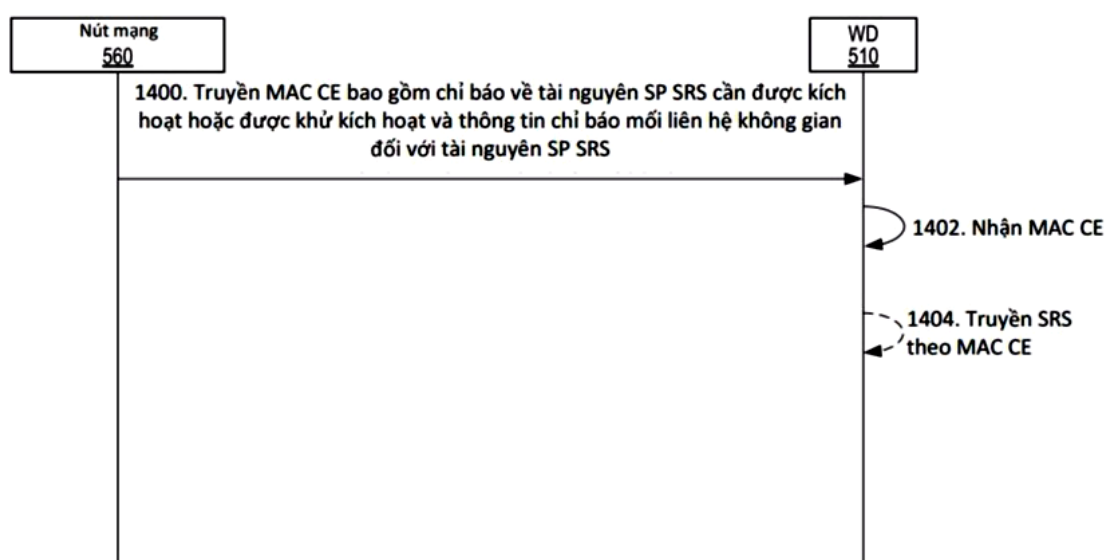 Nút mạng
560
WD
510
1400. Truyền MAC CE bao gồm chỉ báo về tài nguyên SP SRS cần được kích
hoạt hoặc được khử kích hoạt và thông tin chỉ báo mối liên hệ không gian
đối với tài nguyên SP SRS
1402. Nhận MAC CE
1404. Truyền SRS
theo MAC CE